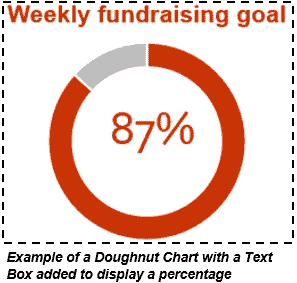 Weekly fundraising goal
87%
Example of a Doughnut Chart with a Text
Box added to display a percentage